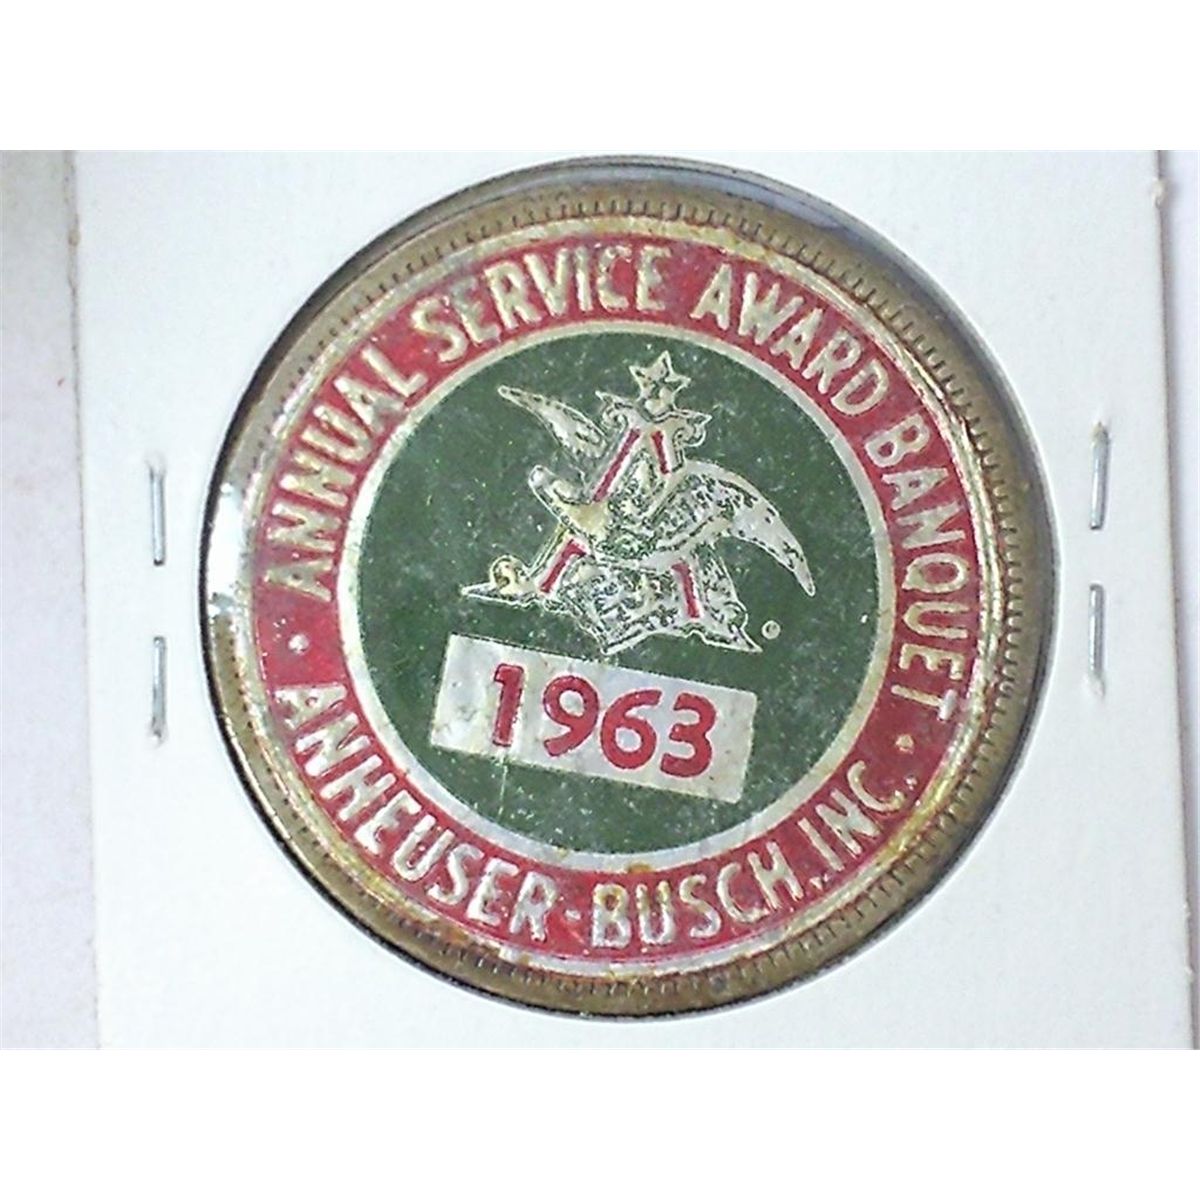 · ANNUAL SERVICE AWARD BANQUET ·
1963
ANHEUSER-BUSCH, INC.